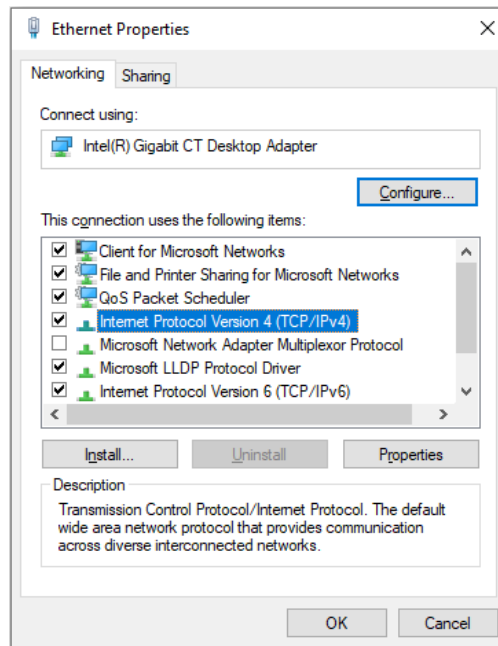 Ethernet Properties
Networking
Sharing
Connect using:
Intel(R) Gigabit CT Desktop Adapter
Configure...
This connection uses the following items:
Client for Microsoft Networks
File and Printer Sharing for Microsoft Networks
QoS Packet Scheduler
Internet Protocol Version 4 (TCP/IPv4)
Microsoft Network Adapter Multiplexor Protocol
Microsoft LLDP Protocol Driver
Internet Protocol Version 6 (TCP/IPv6)
Install...
Uninstall
Properties
Description
Transmission Control Protocol/Internet Protocol. The default
wide area network protocol that provides communication
across diverse interconnected networks.
OK
Cancel